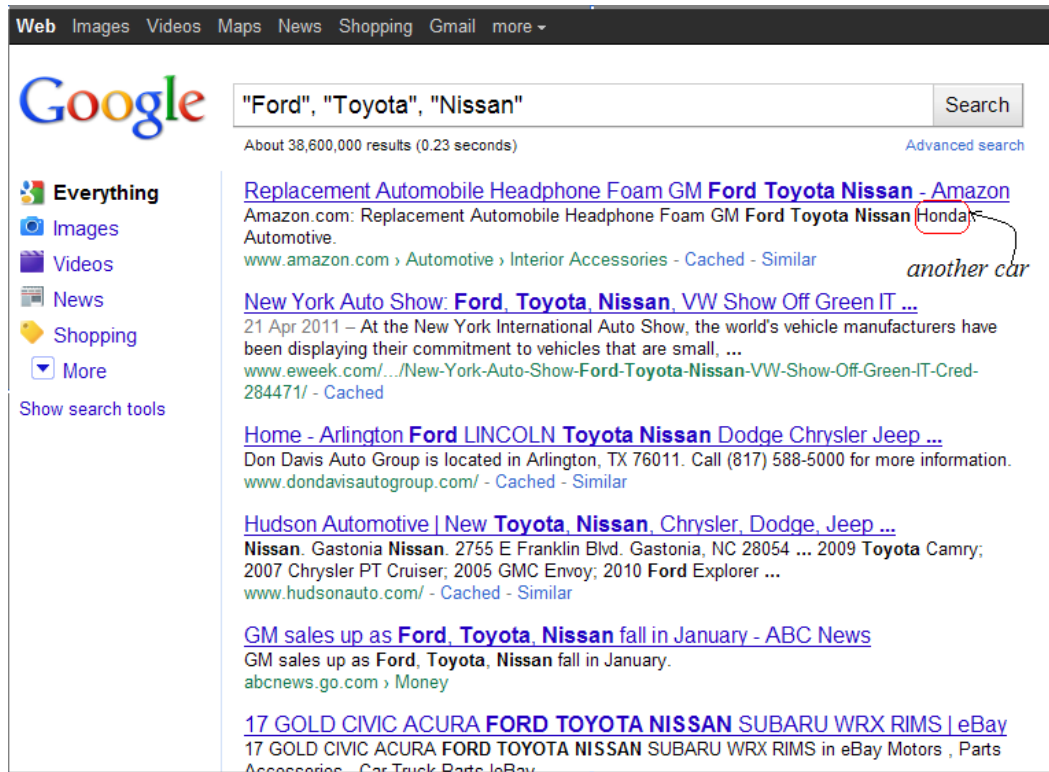 Web Images Videos Maps News Shopping Gmail more
Google
"Ford", "Toyota", "Nissan"
Search
About 38,600,000 results (0.23 seconds)
Advanced search
Everything
Images
Videos
News
Shopping
More
Show search tools
Replacement Automobile Headphone Foam GM Ford Toyota Nissan - Amazon
Amazon.com: Replacement Automobile Headphone Foam GM Ford Toyota Nissan Honda:
Automotive.
www.amazon.com › Automotive › Interior Accessories - Cached - Similar
another car
New York Auto Show: Ford, Toyota, Nissan, VW Show Off Green IT ...
21 Apr 2011 – At the New York International Auto Show, the world's vehicle manufacturers have
been displaying their commitment to vehicles that are small, ...
www.eweek.com/.../New-York-Auto-Show-Ford-Toyota-Nissan-VW-Show-Off-Green-IT-Cred-
284471/ - Cached
Home - Arlington Ford LINCOLN Toyota Nissan Dodge Chrysler Jeep ...
Don Davis Auto Group is located in Arlington, TX 76011. Call (817) 588-5000 for more information.
www.dondavisautogroup.com/ - Cached - Similar
Hudson Automotive | New Toyota, Nissan, Chrysler, Dodge, Jeep ...
Nissan. Gastonia Nissan. 2755 E Franklin Blvd. Gastonia, NC 28054 ... 2009 Toyota Camry;
2007 Chrysler PT Cruiser; 2005 GMC Envoy; 2010 Ford Explorer ...
www.hudsonauto.com/ - Cached - Similar
GM sales up as Ford, Toyota, Nissan fall in January - ABC News
GM sales up as Ford, Toyota, Nissan fall in January.
abcnews.go.com › Money
17 GOLD CIVIC ACURA FORD TOYOTA NISSAN SUBARU WRX RIMS | eBay
17 GOLD CIVIC ACURA FORD TOYOTA NISSAN SUBARU WRX RIMS in eBay Motors , Parts
Accessories , Car Truck Parts |eBay